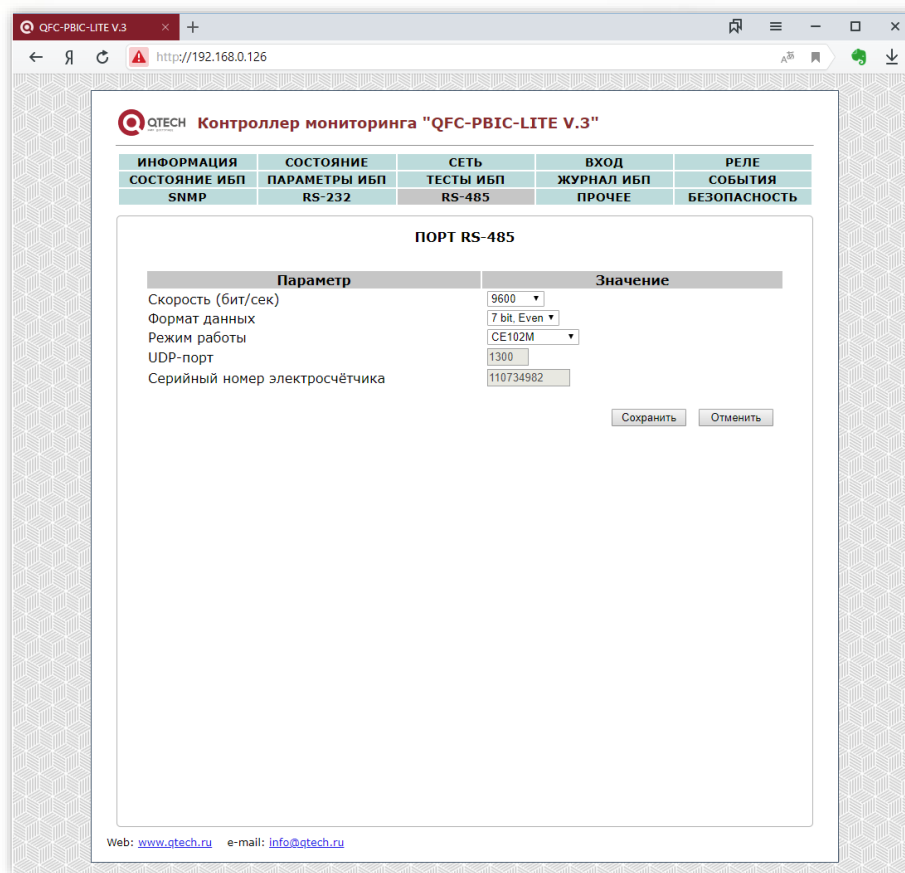 QFC-PBIC-LITE V.3
http://192.168.0.126
QTECH Контроллер мониторинга "QFC-PBIC-LITE V.3"
ИНФОРМАЦИЯ СОСТОЯНИЕ СЕТЬ ВХОД РЕЛЕ
СОСТОЯНИЕ ИБП ПАРАМЕТРЫ ИБП ТЕСТЫ ИБП ЖУРНАЛ ИБП СОБЫТИЯ
SNMP RS-232 RS-485 ПРОЧЕЕ БЕЗОПАСНОСТЬ
ПОРТ RS-485
Параметр Значение
Скорость (бит/сек) 9600
Формат данных 7 bit, Even
Режим работы CE102M
UDP-порт 1300
Серийный номер электросчётчика 110734982
Сохранить Отменить
Web: www.qtech.ru e-mail: info@qtech.ru